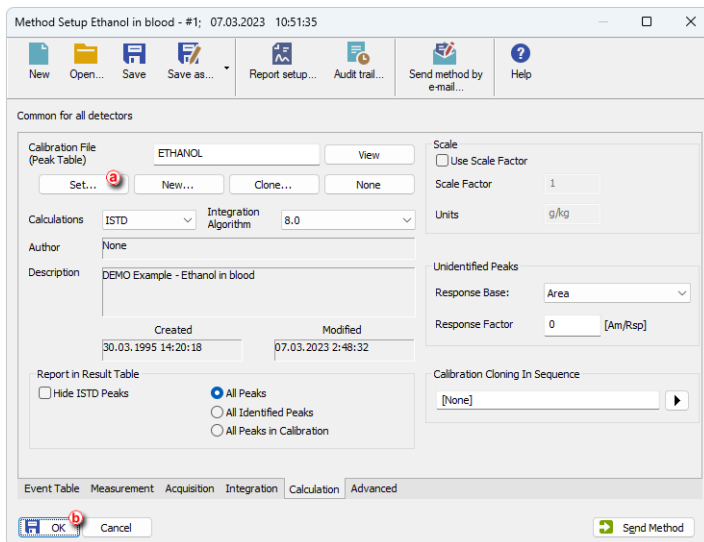 Method Setup Ethanol in blood - #1; 07.03.2023 10:51:35
New Open... Save Save as... Report setup... Audit trail... Send method by e-mail... Help
Common for all detectors
Calibration File
(Peak Table)
ETHANOL
View
Set... a New... Clone... None
Calculations ISTD Integration Algorithm 8.0
Author None
Description DEMO Example - Ethanol in blood
Created Modified
30.03.1995 14:20:18 07.03.2023 2:48:32
Report in Result Table
Hide ISTD Peaks All Peaks
All Identified Peaks
All Peaks in Calibration
Scale
Use Scale Factor
Scale Factor 1
Units g/kg
Unidentified Peaks
Response Base: Area
Response Factor 0 [Am/Rsp]
Calibration Cloning In Sequence
[None]
Event Table Measurement Acquisition Integration Calculation Advanced
OK b Cancel Send Method